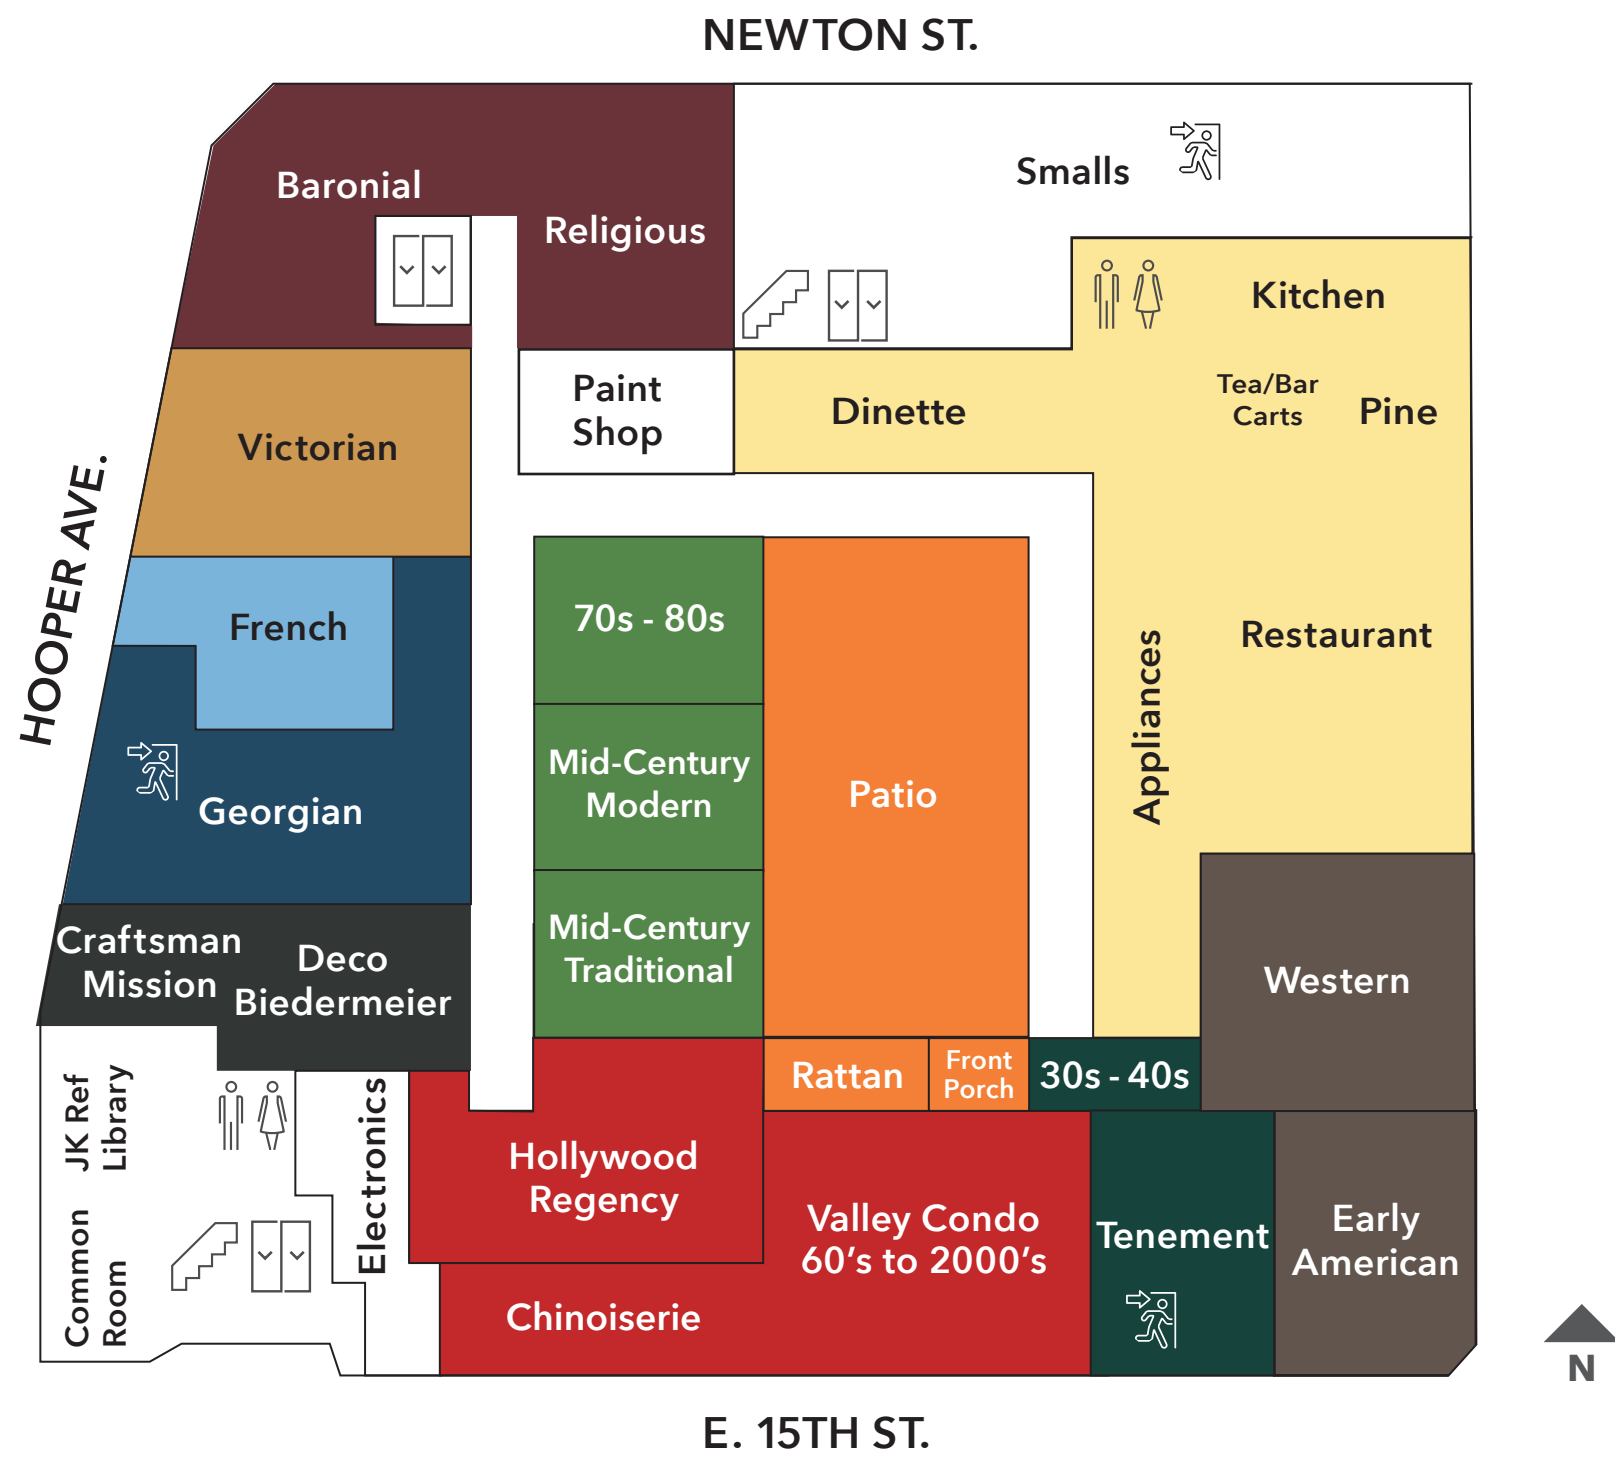 NEWTON ST.
Smalls
Baronial
Religious
Kitchen
Tea/Bar
Carts
Pine
Dinette
Paint
Shop
Victorian
HOOPER AVE.
French
70s - 80s
Restaurant
Appliances
Mid-Century
Modern
Patio
Georgian
Craftsman
Mission
Deco
Biedermeier
Mid-Century
Traditional
Western
Rattan
Front
Porch
30s - 40s
JK Ref
Library
Electronics
Hollywood
Regency
Valley Condo
60's to 2000's
Tenement
Early
American
Common
Room
Chinoiserie
N
E. 15TH ST.